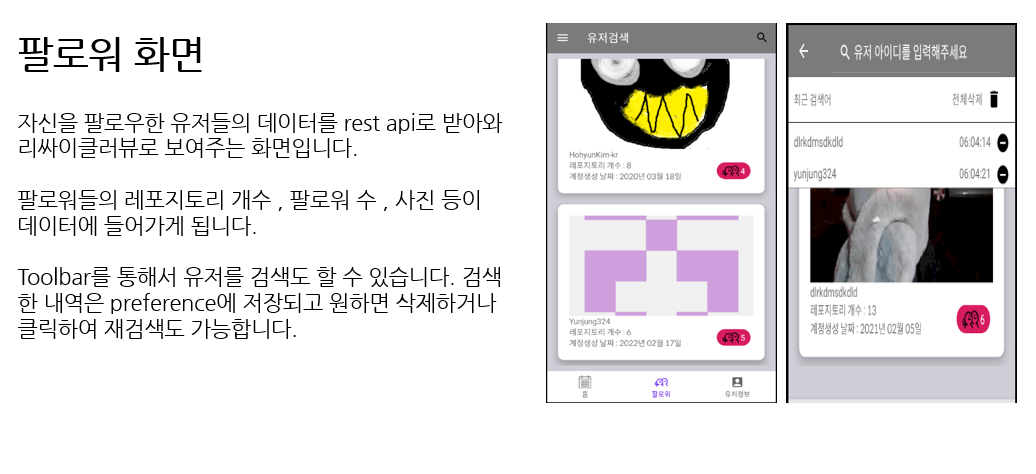 팔로워 화면
자신을 팔로우한 유저들의 데이터를 rest api로 받아와
리싸이클러뷰로 보여주는 화면입니다.
팔로워들의 레포지토리 개수 , 팔로워 수 , 사진 등이
데이터에 들어가게 됩니다.
Toolbar를 통해서 유저를 검색도 할 수 있습니다. 검색
한 내역은 preference에 저장되고 원하면 삭제하거나
클릭하여 재검색도 가능합니다.
유저검색
HohyunKim-kr
레포지토리 개수 : 8
계정생성 날짜 : 2020년 03월 18일
4
Yunjung324
레포지토리 개수 : 6
계정생성 날짜 : 2022년 02월 17일
5
홈
팔로워
유저정보
유저 아이디를 입력해주세요
최근 검색어
전체삭제
dlrkdmsdkdld
06:04:14
yunjung324
06:04:21
dlrkdmsdkdld
레포지토리 개수 : 13
계정생성 날짜 : 2021년 02월 05일
6